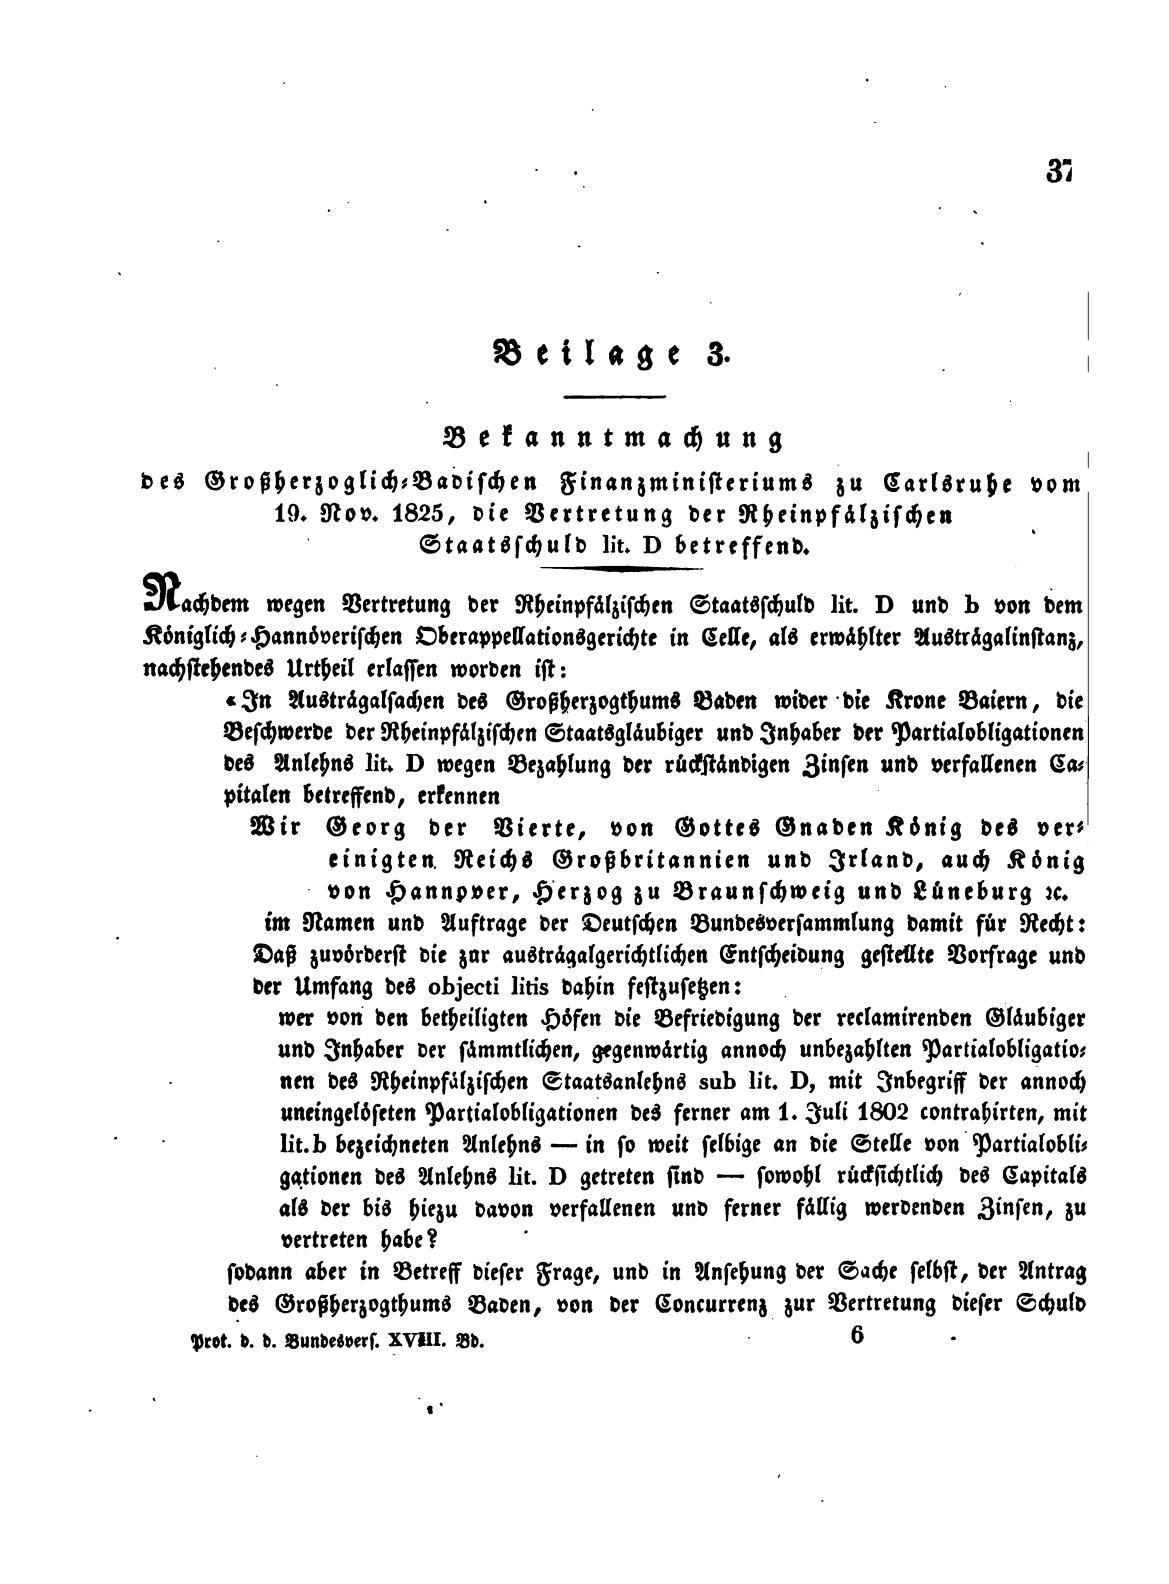 37
Beilage 3.
Bekanntmachung
des Großherzoglich-Badischen Finanzministeriums zu Carlsruhe vom
19. Nov. 1825, die Vertretung der Rheinpfälzischen
Staatsschuld lit. D betreffend.
Nachdem wegen Vertretung der Rheinpfälzischen Staatsschuld lit. D und b von dem
Königlich-Hannöverischen Oberappellationsgerichte in Celle, als erwählter Austrägalinstanz,
nachstehendes Urtheil erlassen worden ist:
«In Austrägalsachen des Großherzogthums Baden wider die Krone Baiern, die
Beschwerde der Rheinpfälzischen Staatsgläubiger und Inhaber der Partialobligationen
des Anlehns lit. D wegen Bezahlung der rückständigen Zinsen und verfallenen Ca-
pitalen betreffend, erkennen
Wir Georg der Vierte, von Gottes Gnaden König des ver-
einigten Reichs Großbritannien und Irland, auch König
von Hannover, Herzog zu Braunschweig und Lüneburg ꝛc.
im Namen und Auftrage der Deutschen Bundesversammlung damit für Recht:
Daß zuvörderst die zur austrägalgerichtlichen Entscheidung gestellte Vorfrage und
der Umfang des objecti litis dahin festzusetzen:
wer von den betheiligten Höfen die Befriedigung der reclamirenden Gläubiger
und Inhaber der sämmtlichen, gegenwärtig annoch unbezahlten Partialobligatio-
nen des Rheinpfälzischen Staatsanlehns sub lit. D, mit Inbegriff der annoch
uneingelöseten Partialobligationen des ferner am 1. Juli 1802 contrahirten, mit
lit. b bezeichneten Anlehns — in so weit selbige an die Stelle von Partialobli-
gationen des Anlehns lit. D getreten sind — sowohl rücksichtlich des Capitals
als der bis hiezu davon verfallenen und ferner fällig werdenden Zinsen, zu
vertreten habe?
sodann aber in Betreff dieser Frage, und in Ansehung der Sache selbst, der Antrag
des Großherzogthums Baden, von der Concurrenz zur Vertretung dieser Schuld
Prot. d. d. Bundesvers. XVIII. Bd. 6